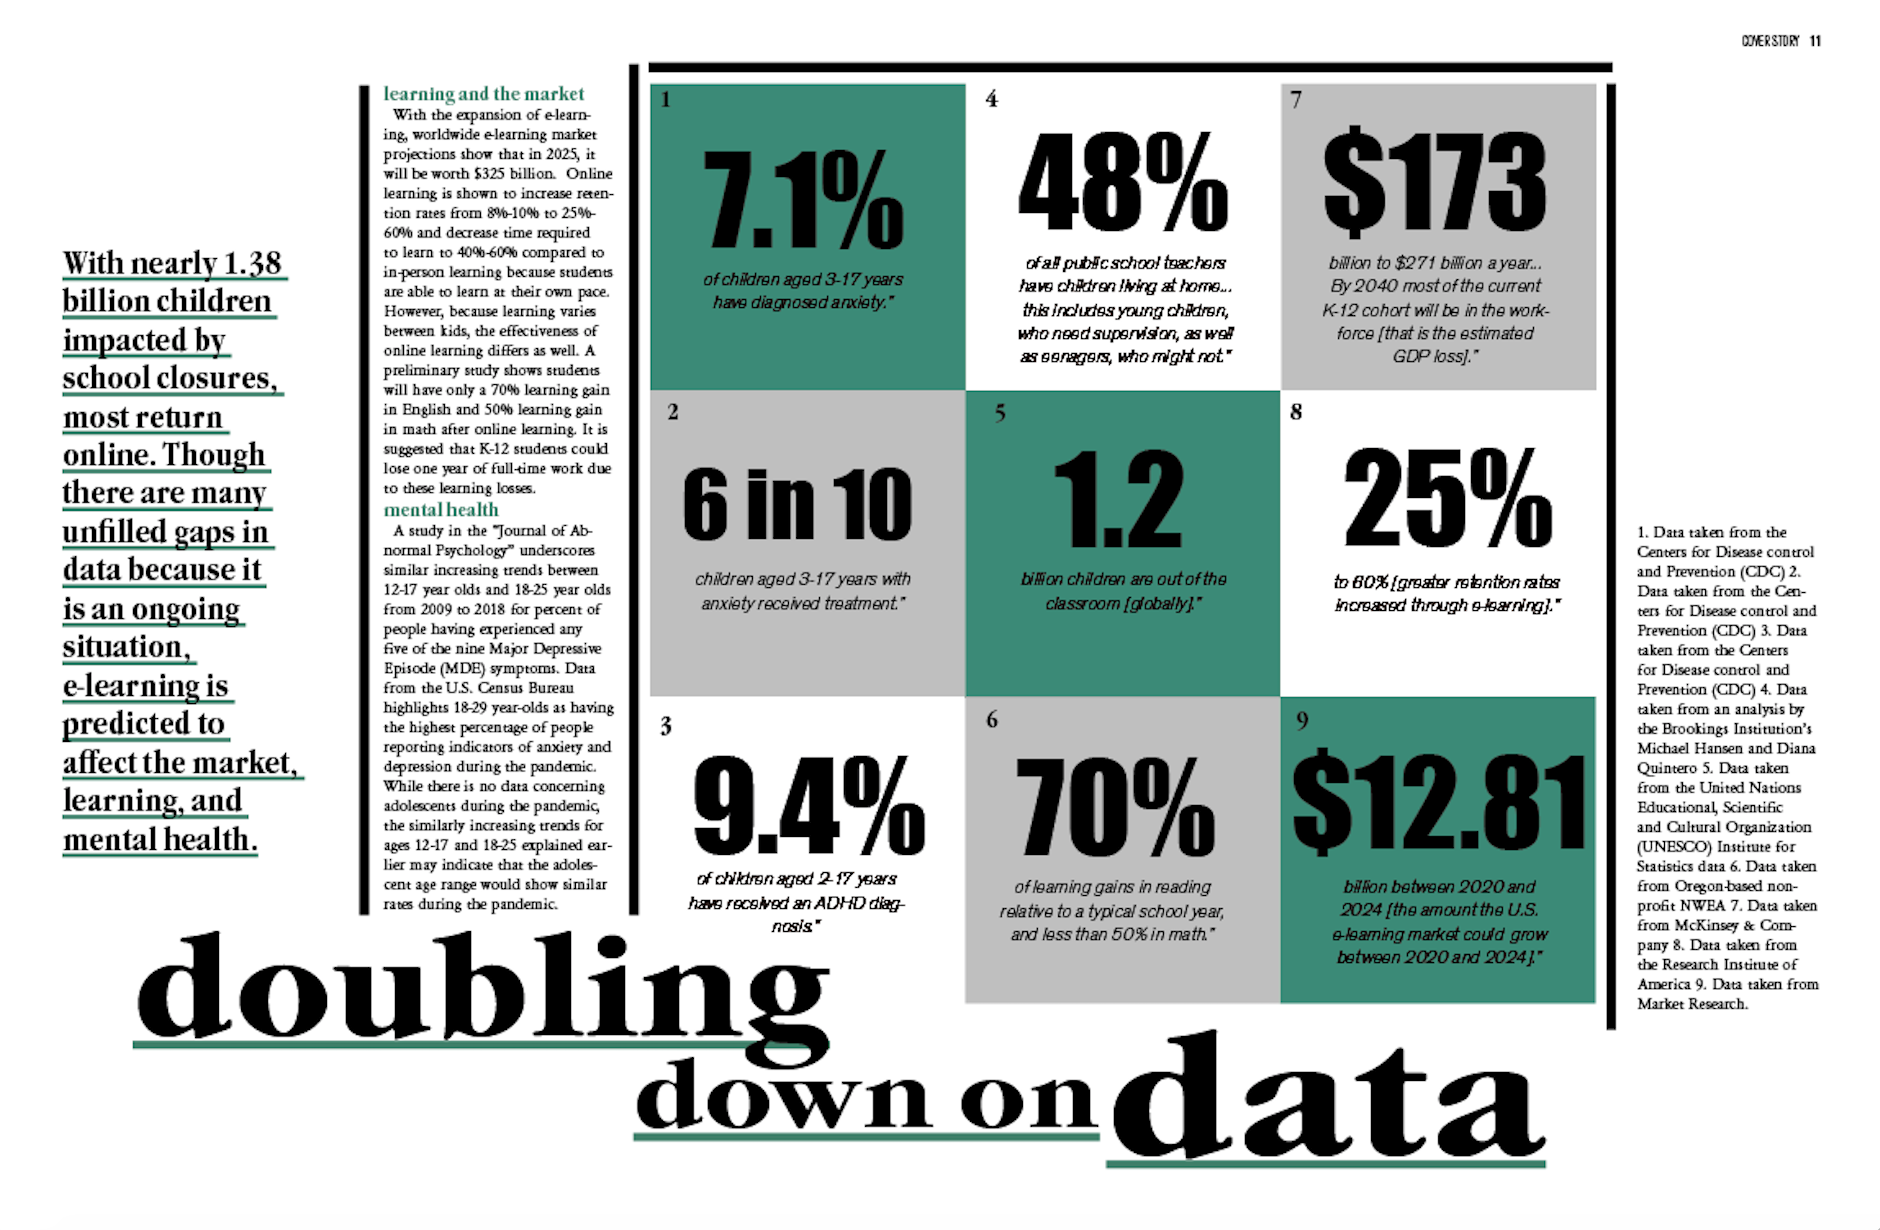 COVER STORY 11
With nearly 1.38
billion children
impacted by
school closures,
most return
online. Though
there are many
unfilled gaps in
data because it
is an ongoing
situation,
e-learning is
predicted to
affect the market,
learning, and
mental health.
learning and the market
With the expansion of e-learn-
ing, worldwide e-learning market
projections show that in 2025, it
will be worth $325 billion. Online
learning is shown to increase reten-
tion rates from 8%-10% to 25%-
60% and decrease time required
to learn to 40%-60% compared to
in-person learning because students
are able to learn at their own pace.
However, because learning varies
between kids, the effectiveness of
online learning differs as well. A
preliminary study shows students
will have only a 70% learning gain
in English and 50% learning gain
in math after online learning. It is
suggested that K-12 students could
lose one year of full-time work due
to these learning losses.
mental health
A study in the "Journal of Ab-
normal Psychology" underscores
similar increasing trends between
12-17 year olds and 18-25 year olds
from 2009 to 2018 for percent of
people having experienced any
five of the nine Major Depressive
Episode (MDE) symptoms. Data
from the U.S. Census Bureau
highlights 18-29 year-olds as having
the highest percentage of people
reporting indicators of anxiety and
depression during the pandemic.
While there is no data concerning
adolescents during the pandemic,
the similarly increasing trends for
ages 12-17 and 18-25 explained ear-
lier may indicate that the adoles-
cent age range would show similar
rates during the pandemic.
1
7.1%
of children aged 3-17 years
have diagnosed anxiety."
2
6 in 10
children aged 3-17 years with
anxiety received treatment."
3
9.4%
of children aged 2-17 years
have received an ADHD diag-
nosis."
4
48%
of all public school teachers
have children living at home...
this includes young children,
who need supervision, as well
as eenagers, who might not."
5
1.2
billion children are out of the
classroom [globally]."
6
70%
of learning gains in reading
relative to a typical school year,
and less than 50% in math."
7
$173
billion to $271 billion a year...
By 2040 most of the current
K-12 cohort will be in the work-
force [that is the estimated
GDP loss]."
8
25%
to 60% [greater retention rates
increased through e-learning]."
9
$12.81
billion between 2020 and
2024 [the amount the U.S.
e-learning market could grow
between 2020 and 2024]."
1. Data taken from the
Centers for Disease control
and Prevention (CDC) 2.
Data taken from the Cen-
ters for Disease control and
Prevention (CDC) 3. Data
taken from the Centers
for Disease control and
Prevention (CDC) 4. Data
taken from an analysis by
the Brookings Institution's
Michael Hansen and Diana
Quintero 5. Data taken
from the United Nations
Educational, Scientific
and Cultural Organization
(UNESCO) Institute for
Statistics data 6. Data taken
from Oregon-based non-
profit NWEA 7. Data taken
from McKinsey & Com-
pany 8. Data taken from
the Research Institute of
America 9. Data taken from
Market Research.
doubling
down on data